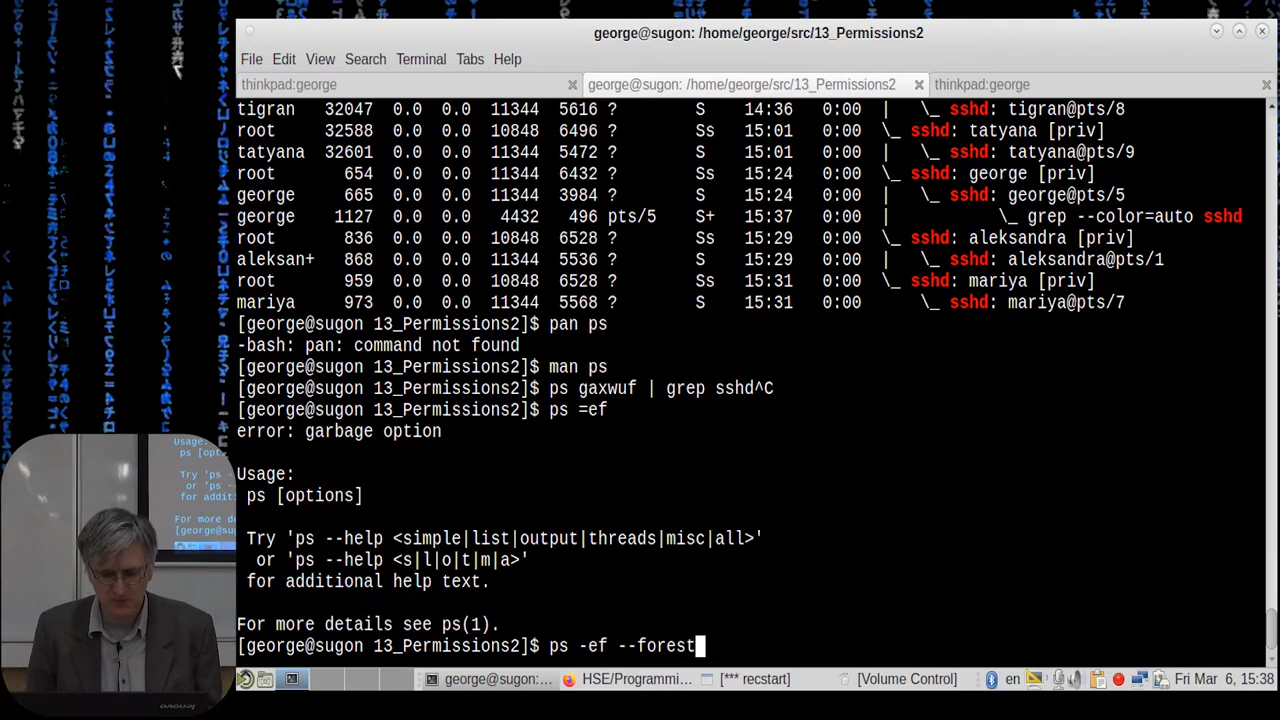 george@sugon: /home/george/src/13_Permissions2
File Edit View Search Terminal Tabs Help
thinkpad:george
george@sugon: /home/george/src/13_Permissions2
thinkpad:george
tigran 32047 0.0 0.0 11344 5616 ? S 14:36 0:00 | \_ sshd: tigran@pts/8
root 32588 0.0 0.0 10848 6496 ? Ss 15:01 0:00 \_ sshd: tatyana [priv]
tatyana 32601 0.0 0.0 11344 5472 ? S 15:01 0:00 | \_ sshd: tatyana@pts/9
root 654 0.0 0.0 11344 6432 ? Ss 15:24 0:00 \_ sshd: george [priv]
george 665 0.0 0.0 11344 3984 ? S 15:24 0:00 | \_ sshd: george@pts/5
george 1127 0.0 0.0 4432 496 pts/5 S+ 15:37 0:00 | \_ grep --color=auto sshd
root 836 0.0 0.0 10848 6528 ? Ss 15:29 0:00 \_ sshd: aleksandra [priv]
aleksan+ 868 0.0 0.0 11344 5536 ? S 15:29 0:00 | \_ sshd: aleksandra@pts/1
root 959 0.0 0.0 10848 6528 ? Ss 15:31 0:00 \_ sshd: mariya [priv]
mariya 973 0.0 0.0 11344 5568 ? S 15:31 0:00 \_ sshd: mariya@pts/7
[george@sugon 13_Permissions2]$ pan ps
-bash: pan: command not found
[george@sugon 13_Permissions2]$ man ps
[george@sugon 13_Permissions2]$ ps gaxwuf | grep sshd^C
[george@sugon 13_Permissions2]$ ps =ef
error: garbage option
Usage:
ps [options]
Try 'ps --help <simple|list|output|threads|misc|all>'
or 'ps --help <s|l|o|t|m|a>'
for additional help text.
For more details see ps(1).
[george@sugon 13_Permissions2]$ ps -ef --forest
george@sugon:...
HSE/Programmi...
[*** recstart]
[Volume Control]
en
Fri Mar 6, 15:38